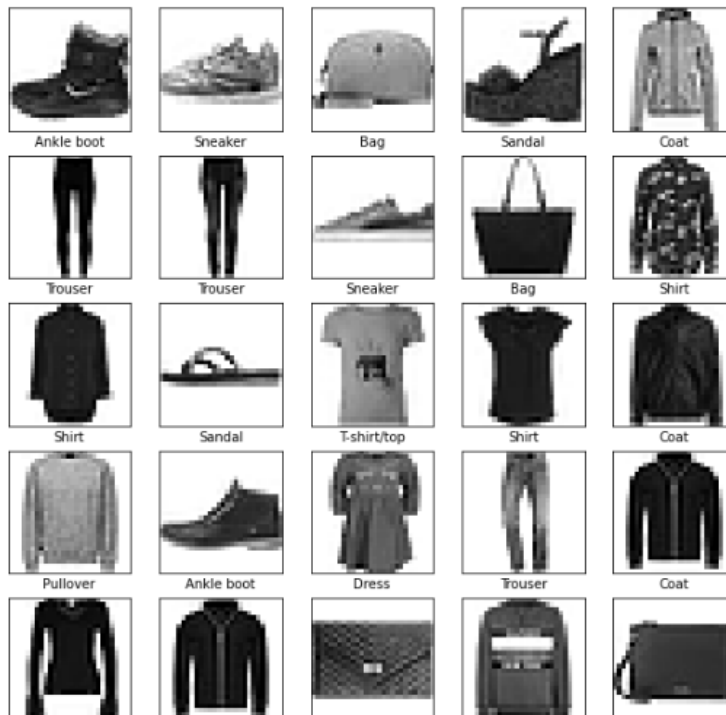 Ankle boot Sneaker Bag Sandal Coat
Trouser Trouser Sneaker Bag Shirt
Shirt Sandal T-shirt/top Shirt Coat
Pullover Ankle boot Dress Trouser Coat